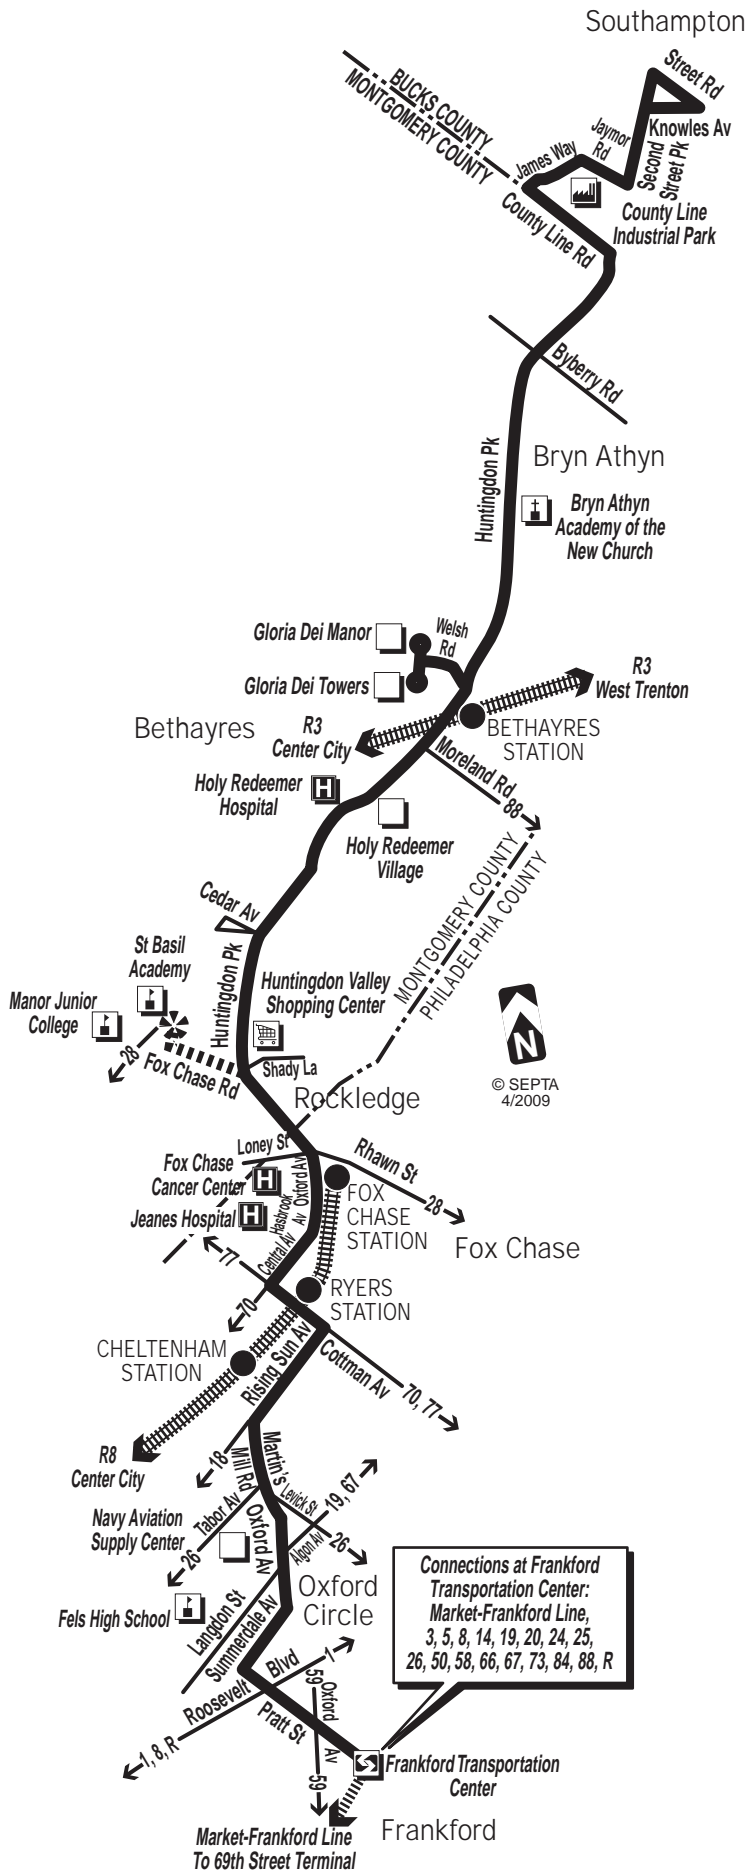 Southampton
Street Rd
BUCKS COUNTY
MONTGOMERY COUNTY
Jaymor
Rd
Knowles Av
James Way
Second
Street Pk
County Line Rd
County Line
Industrial Park
Byberry Rd
Huntingdon Pk
Bryn Athyn
Bryn Athyn
Academy of the
New Church
Gloria Dei Manor
Welsh
Rd
Gloria Dei Towers
R3
West Trenton
Bethayres
R3
Center City
BETHAYRES
STATION
Moreland Rd
88
Holy Redeemer
Hospital
H
Holy Redeemer
Village
MONTGOMERY COUNTY
PHILADELPHIA COUNTY
Cedar Av
St Basil
Academy
Huntingdon Pk
Huntingdon Valley
Shopping Center
Manor Junior
College
28
Fox Chase Rd
Shady La
N
© SEPTA
4/2009
Rockledge
Loney St
Rhawn St
28
Fox Chase
Cancer Center
H
Jeanes Hospital
H
Hasbrook
Av
Oxford Av
Central Av
FOX
CHASE
STATION
Fox Chase
77
70
RYERS
STATION
CHELTENHAM
STATION
Rising Sun Av
Cottman Av
70, 77
R8
Center City
18
Martin's
Mill Rd
Levick St
19, 67
Tabor Av
26
Navy Aviation
Supply Center
Oxford Av
Algon Av
26
Fels High School
Langdon St
Summerdale Av
Oxford
Circle
Connections at Frankford
Transportation Center:
Market-Frankford Line,
3, 5, 8, 14, 19, 20, 24, 25,
26, 50, 58, 66, 67, 73, 84, 88, R
Roosevelt
Blvd
1
1, 8, R
59
Oxford
Av
59
Pratt St
Frankford Transportation
Center
Market-Frankford Line
To 69th Street Terminal
Frankford